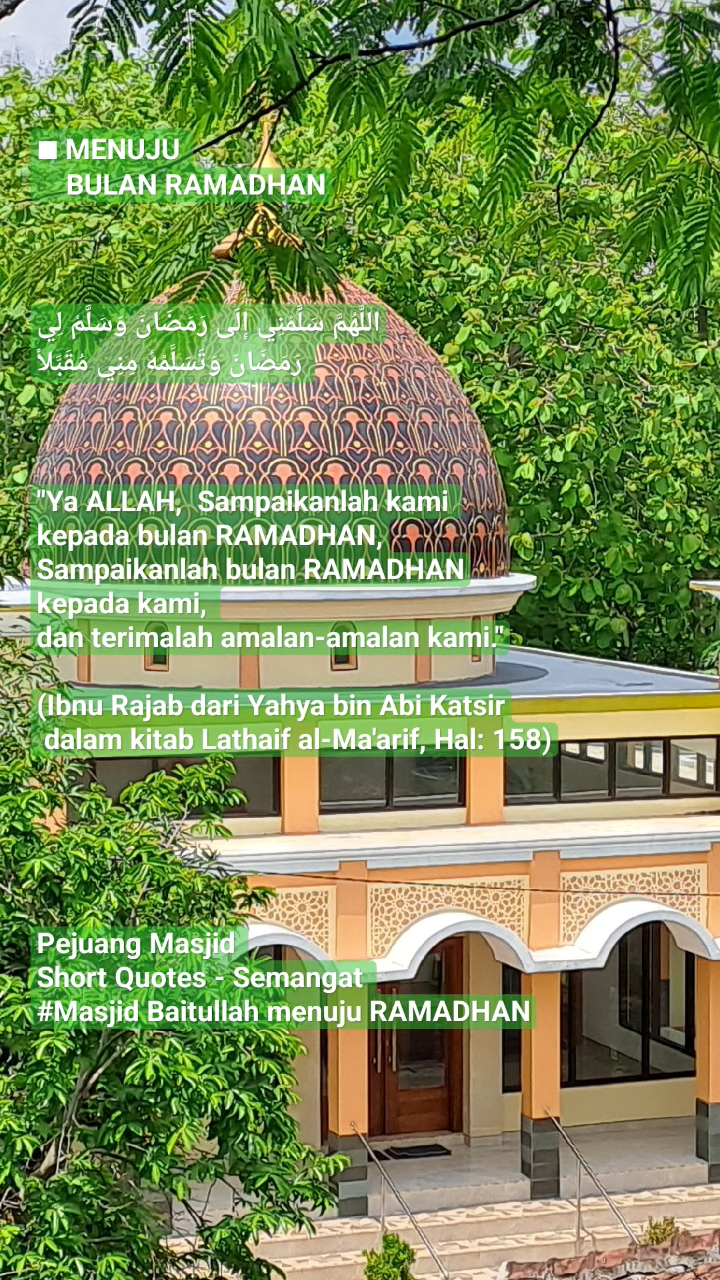 ■ MENUJU
BULAN RAMADHAN
اللَّهُمَّ سَلِّمْنِي إِلَى رَمَضَانَ وَسَلِّمْ لِي
رَمَضَانَ وَتَسَلَّمْهُ مِنِي مُتَقَبَّلاً
"Ya ALLAH, Sampaikanlah kami
kepada bulan RAMADHAN,
Sampaikanlah bulan RAMADHAN
kepada kami,
dan terimalah amalan-amalan kami."
(Ibnu Rajab dari Yahya bin Abi Katsir
dalam kitab Lathaif al-Ma'arif, Hal: 158)
Pejuang Masjid
Short Quotes - Semangat
#Masjid Baitullah menuju RAMADHAN